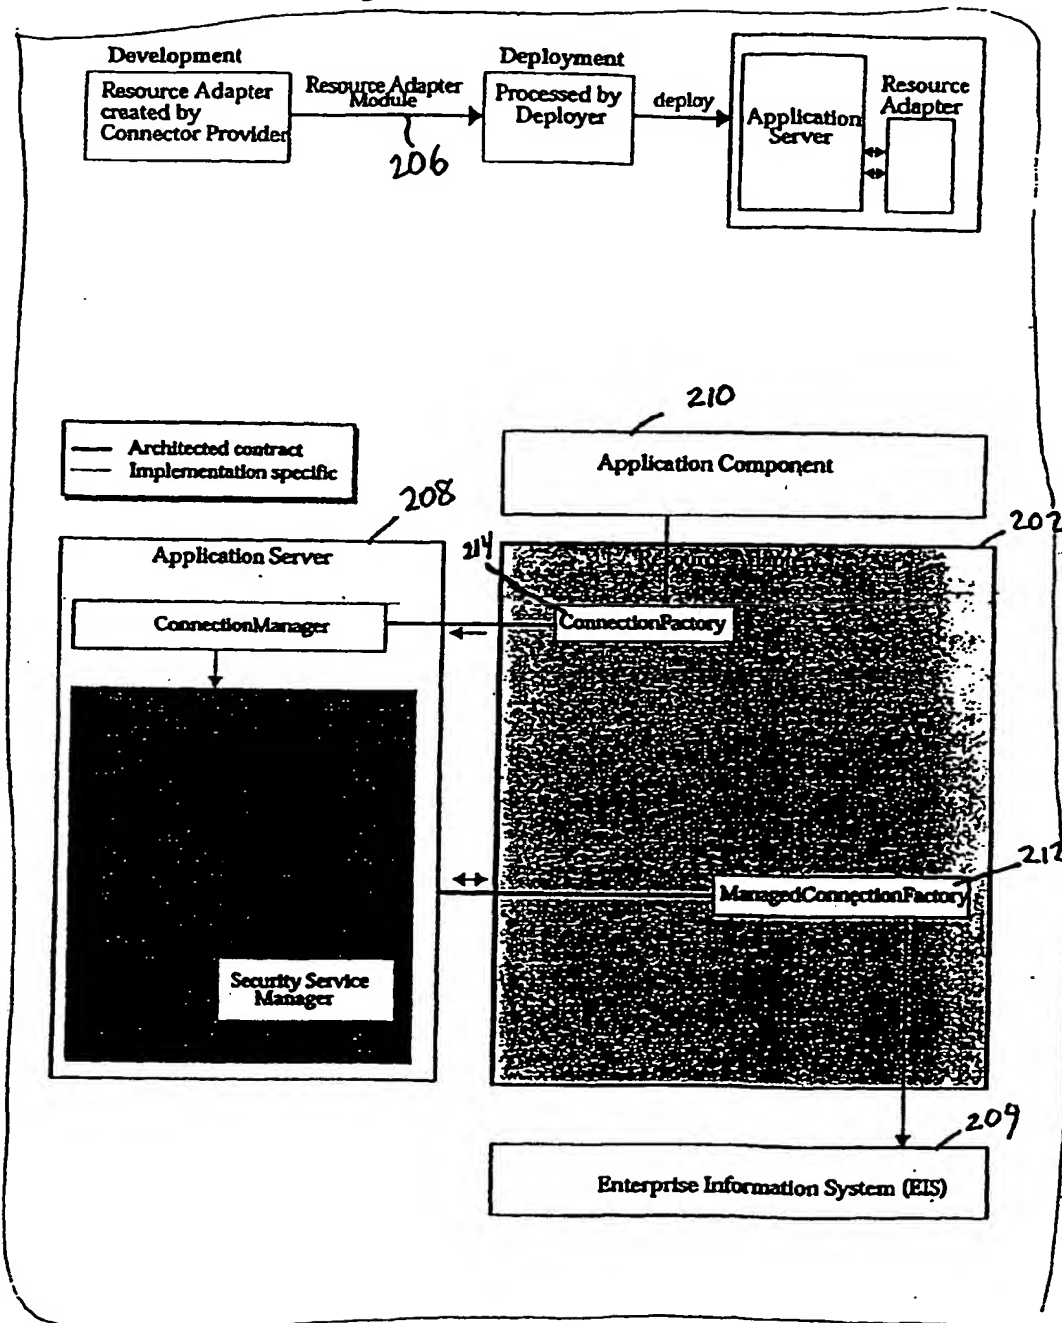 Development
Resource Adapter
created by
Connector Provider
Resource Adapter
Module
206
Deployment
Processed by
Deployer
deploy
Application
Server
Resource
Adapter
210
Architected contract
Implementation specific
Application Component
208
202
Application Server
214
Resource Adapter
ConnectionManager
ConnectionFactory
212
ManagedConnectionFactory
Security Service
Manager
209
Enterprise Information System (EIS)